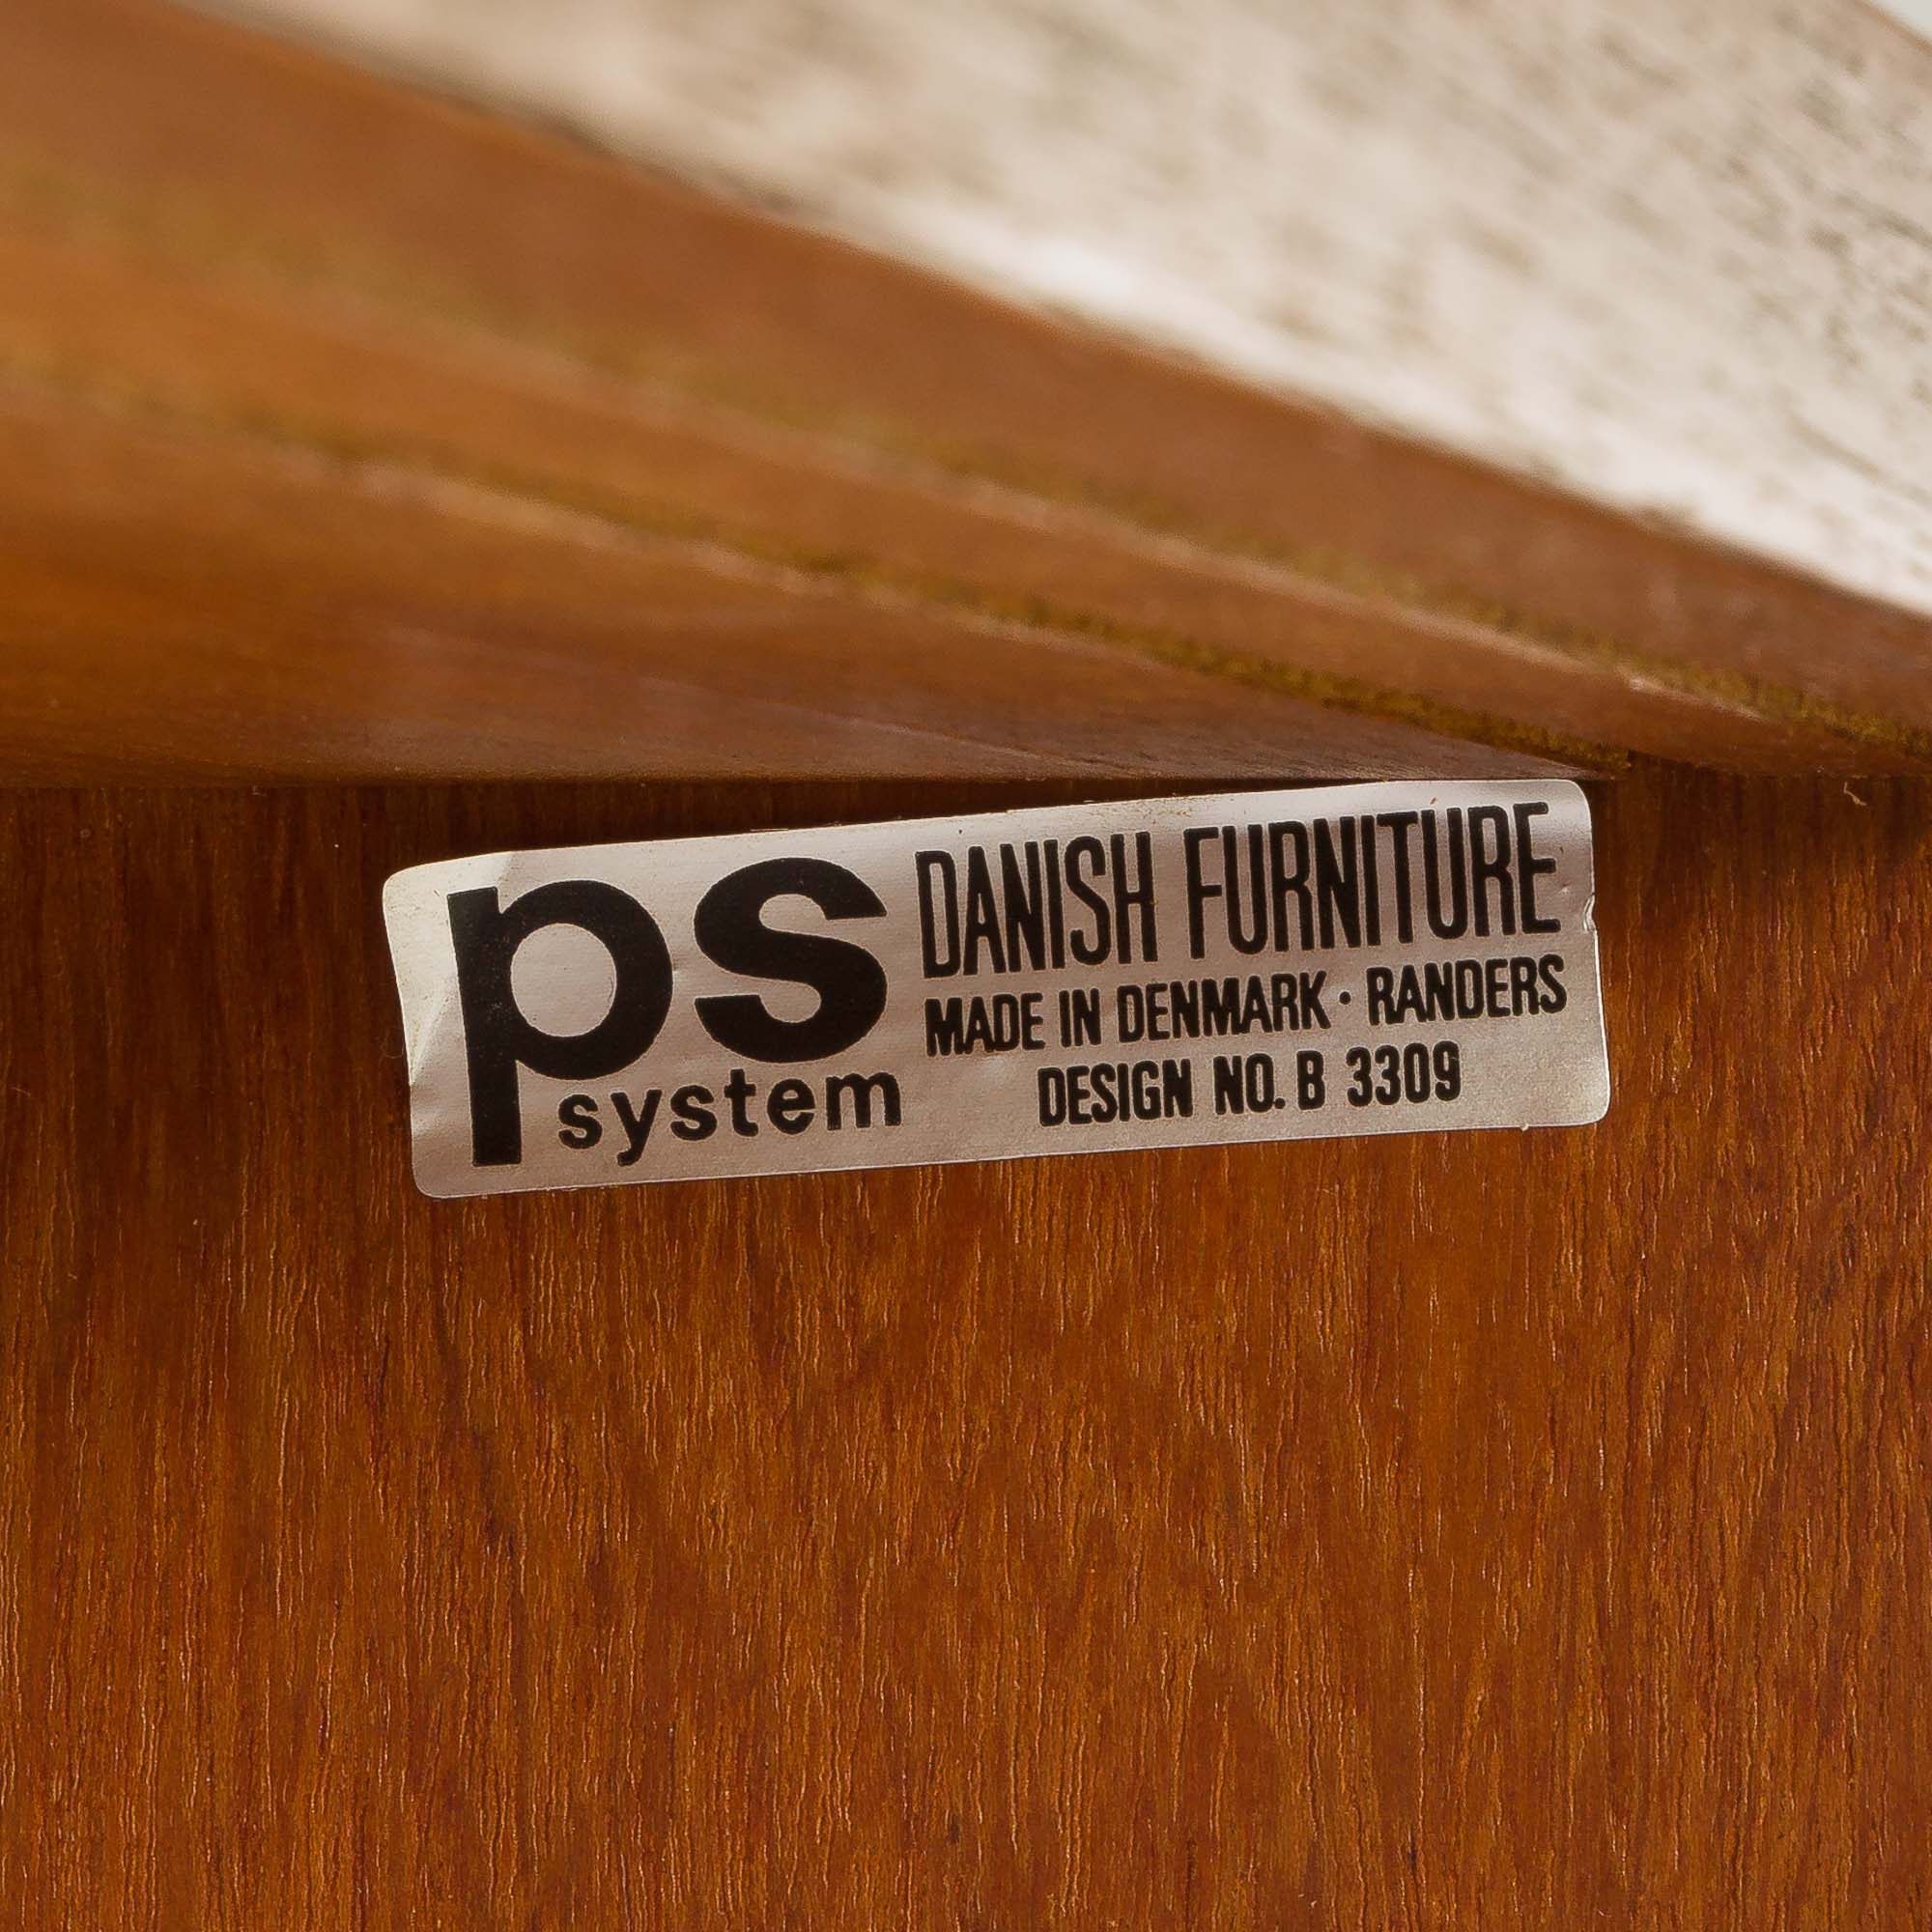 ps
system
DANISH FURNITURE
MADE IN DENMARK · RANDERS
DESIGN NO. B 3309